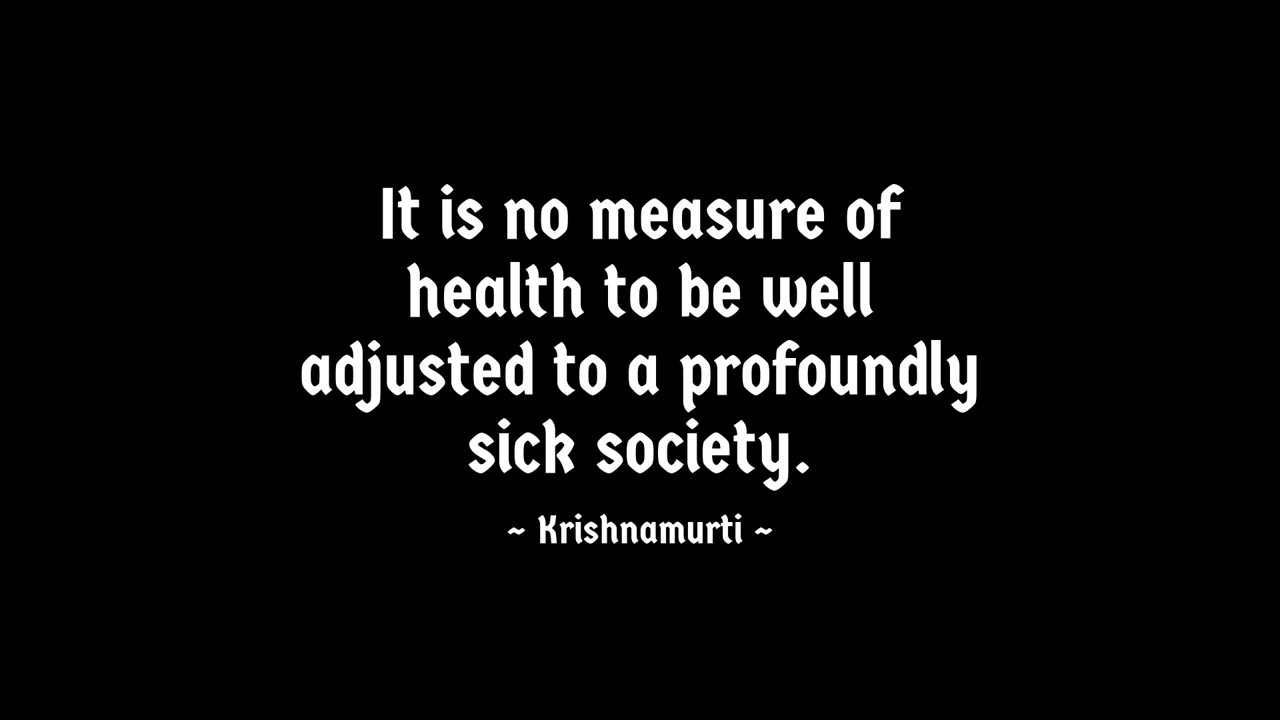 It is no measure of
health to be well
adjusted to a profoundly
sick society.
~ Krishnamurti ~